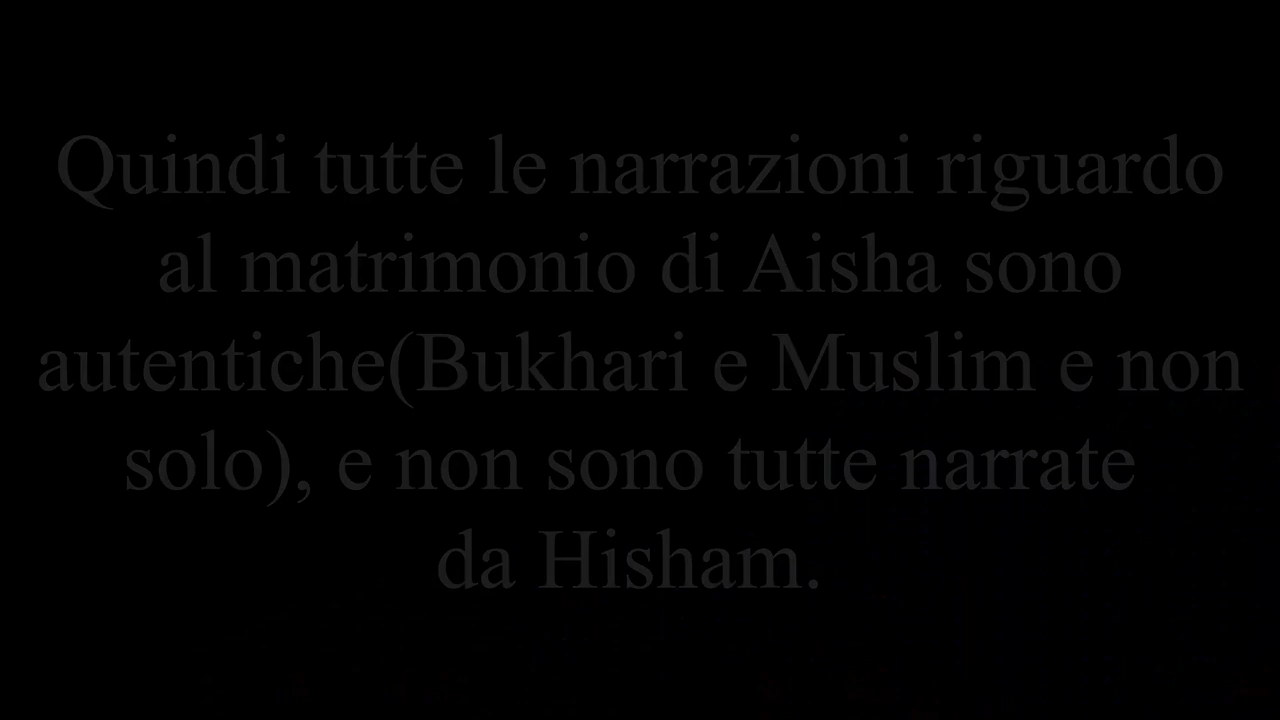 Quindi tutte le narrazioni riguardo
al matrimonio di Aisha sono
autentiche(Bukhari e Muslim e non
solo), e non sono tutte narrate
da Hisham.